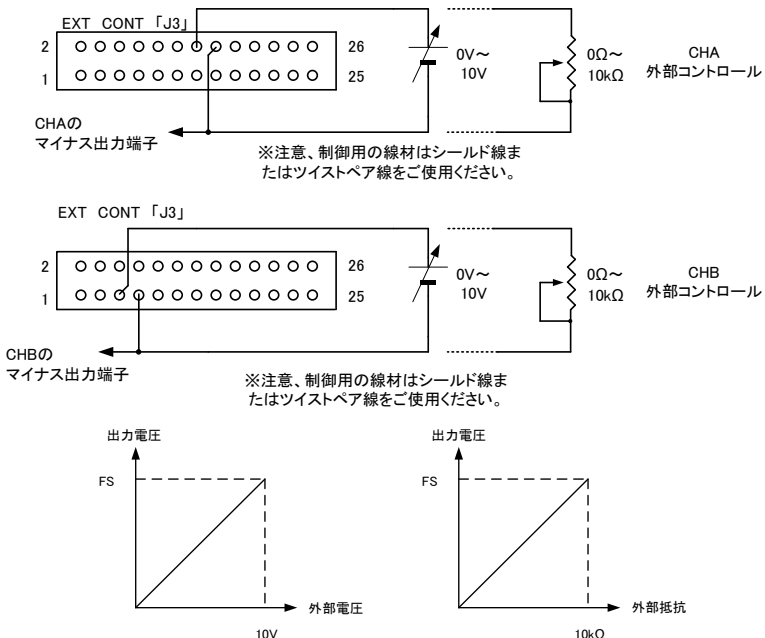 EXT CONT 「J3」
2 26
1 25
0V～
10V
0Ω～
10kΩ
CHA
外部コントロール
CHAの
マイナス出力端子
※注意、制御用の線材はシールド線ま
たはツイストペア線をご使用ください。
EXT CONT 「J3」
2 26
1 25
0V～
10V
0Ω～
10kΩ
CHB
外部コントロール
CHBの
マイナス出力端子
※注意、制御用の線材はシールド線ま
たはツイストペア線をご使用ください。
出力電圧
FS
外部電圧
10V
出力電圧
FS
外部抵抗
10kΩ